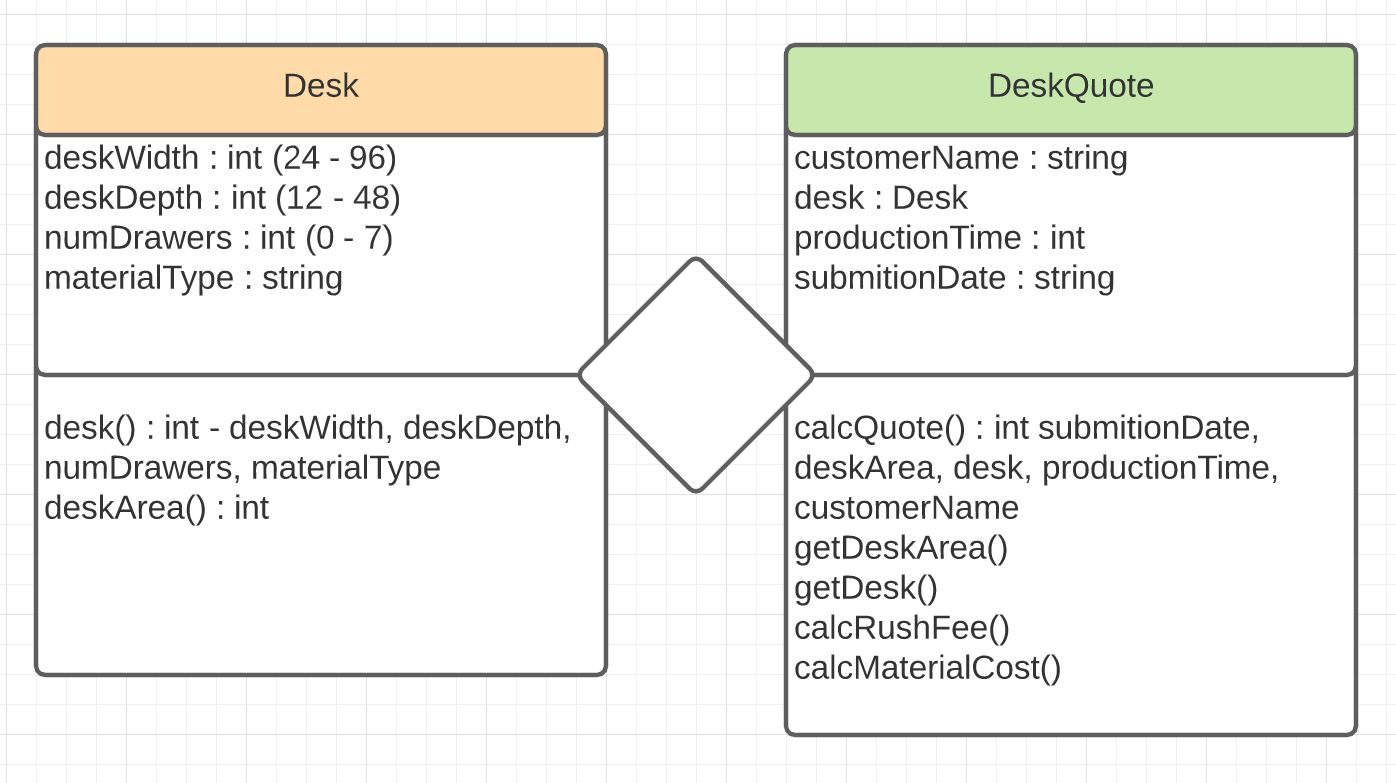 Desk
deskWidth : int (24 - 96)
deskDepth : int (12 - 48)
numDrawers : int (0 - 7)
materialType : string
desk() : int - deskWidth, deskDepth,
numDrawers, materialType
deskArea() : int
DeskQuote
customerName : string
desk : Desk
productionTime : int
submitionDate : string
calcQuote() : int submitionDate,
deskArea, desk, productionTime,
customerName
getDeskArea()
getDesk()
calcRushFee()
calcMaterialCost()